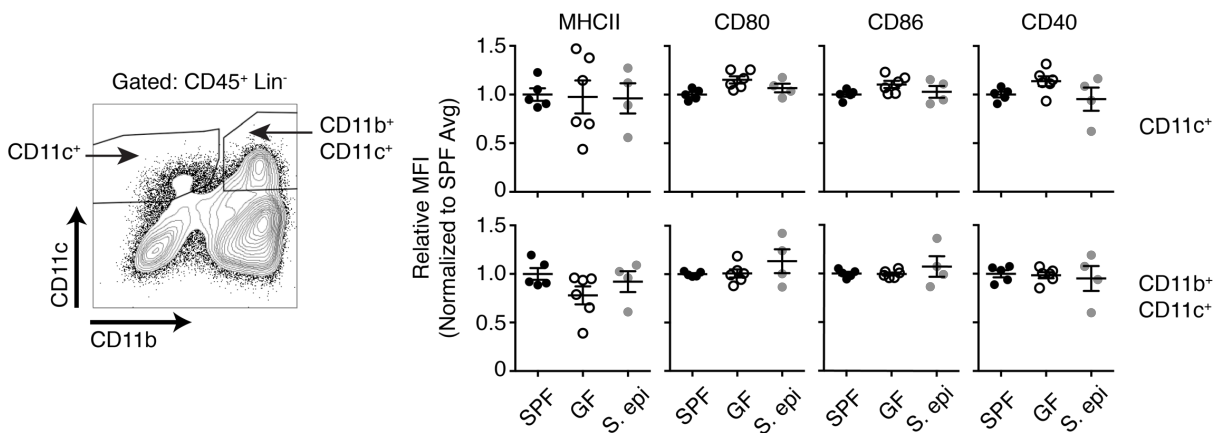 Gated: CD45⁺ Lin⁻
CD11c⁺
CD11b⁺
CD11c⁺
CD11c
CD11b
Relative MFI
(Normalized to SPF Avg)
MHCII CD80 CD86 CD40
1.5
1.0
0.5
0
CD11c⁺
1.5
1.0
0.5
0
CD11b⁺
CD11c⁺
SPF GF S. epi SPF GF S. epi SPF GF S. epi SPF GF S. epi